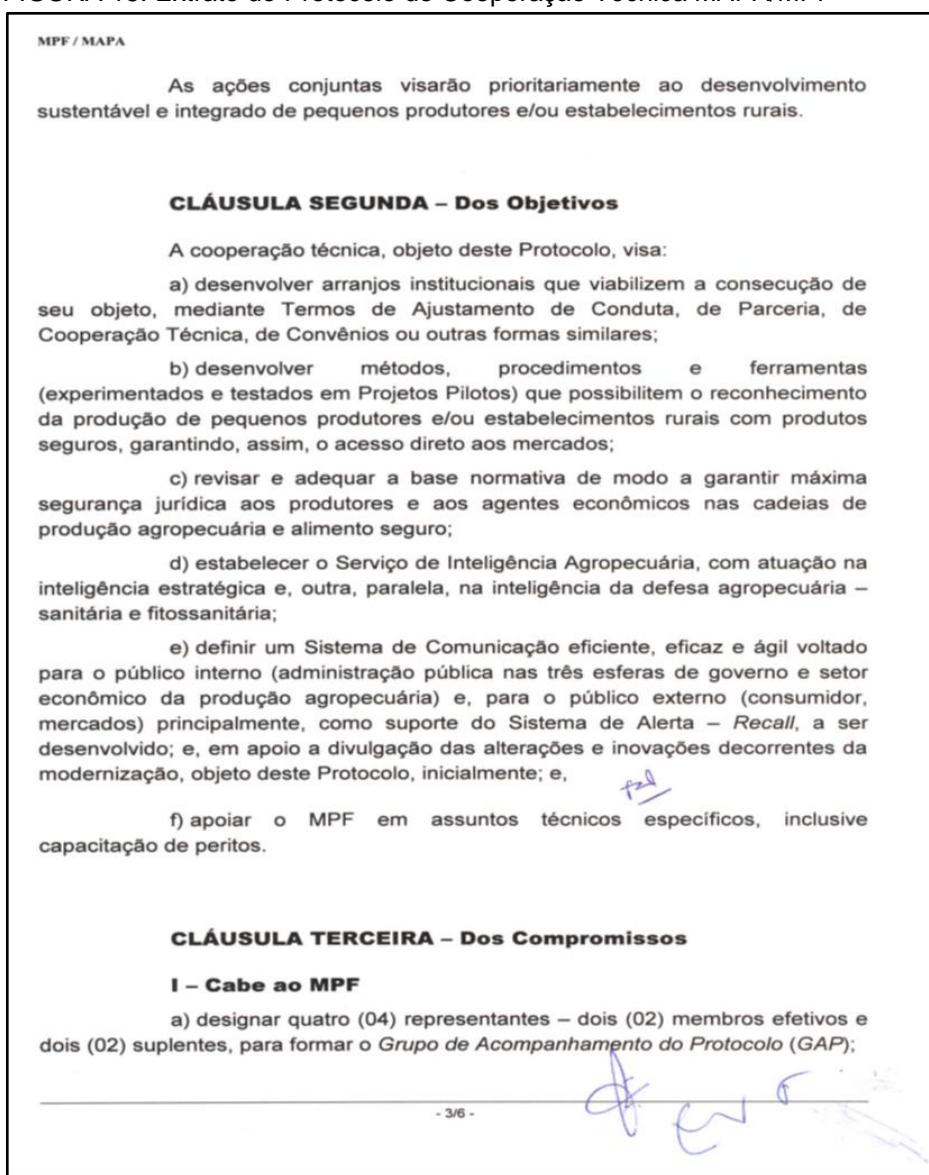 MPF / MAPA
As ações conjuntas visarão prioritariamente ao desenvolvimento
sustentável e integrado de pequenos produtores e/ou estabelecimentos rurais.
CLÁUSULA SEGUNDA – Dos Objetivos
A cooperação técnica, objeto deste Protocolo, visa:
a) desenvolver arranjos institucionais que viabilizem a consecução de
seu objeto, mediante Termos de Ajustamento de Conduta, de Parceria, de
Cooperação Técnica, de Convênios ou outras formas similares;
b) desenvolver métodos, procedimentos e ferramentas
(experimentados e testados em Projetos Pilotos) que possibilitem o reconhecimento
da produção de pequenos produtores e/ou estabelecimentos rurais com produtos
seguros, garantindo, assim, o acesso direto aos mercados;
c) revisar e adequar a base normativa de modo a garantir máxima
segurança jurídica aos produtores e aos agentes econômicos nas cadeias de
produção agropecuária e alimento seguro;
d) estabelecer o Serviço de Inteligência Agropecuária, com atuação na
inteligência estratégica e, outra, paralela, na inteligência da defesa agropecuária –
sanitária e fitossanitária;
e) definir um Sistema de Comunicação eficiente, eficaz e ágil voltado
para o público interno (administração pública nas três esferas de governo e setor
econômico da produção agropecuária) e, para o público externo (consumidor,
mercados) principalmente, como suporte do Sistema de Alerta – Recall, a ser
desenvolvido; e, em apoio a divulgação das alterações e inovações decorrentes da
modernização, objeto deste Protocolo, inicialmente; e,
f) apoiar o MPF em assuntos técnicos específicos, inclusive
capacitação de peritos.
CLÁUSULA TERCEIRA – Dos Compromissos
I – Cabe ao MPF
a) designar quatro (04) representantes – dois (02) membros efetivos e
dois (02) suplentes, para formar o Grupo de Acompanhamento do Protocolo (GAP);
- 3/6 -